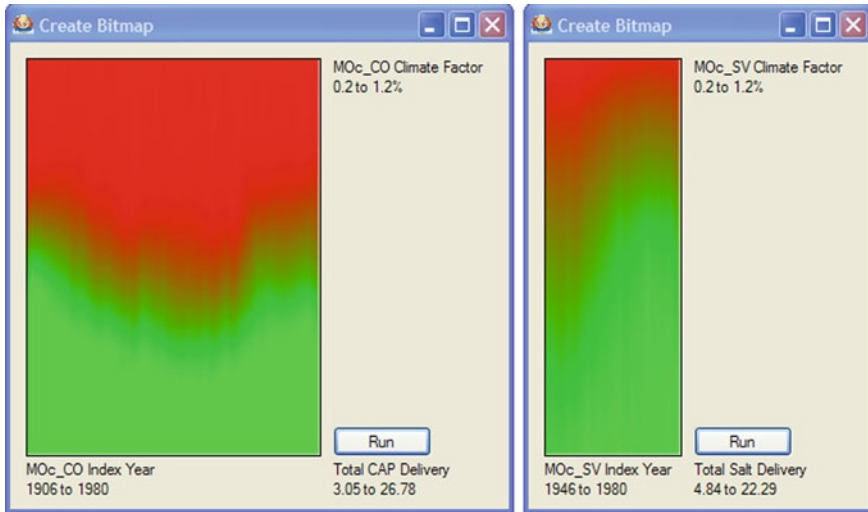 Create Bitmap
MOc_CO Climate Factor
0.2 to 1.2%
Run
MOc_CO Index Year
1906 to 1980
Total CAP Delivery
3.05 to 26.78
Create Bitmap
MOc_SV Climate Factor
0.2 to 1.2%
Run
MOc_SV Index Year
1946 to 1980
Total Salt Delivery
4.84 to 22.29